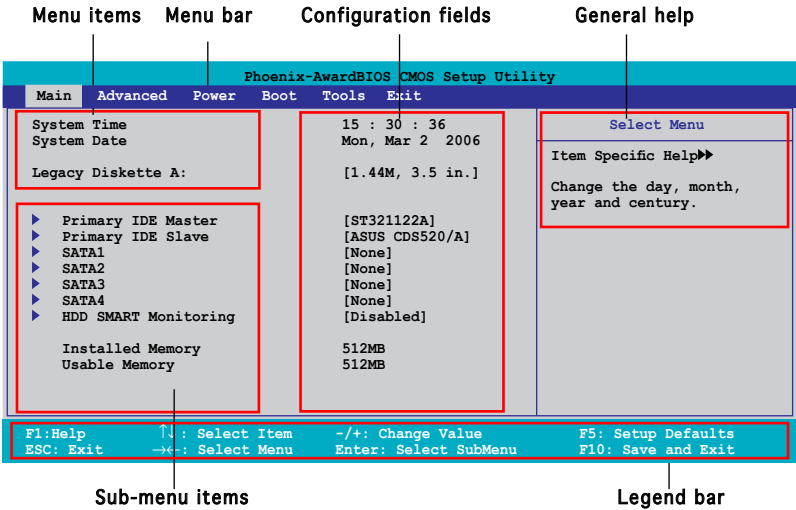 Menu items Menu bar Configuration fields General help
Phoenix-AwardBIOS CMOS Setup Utility
Main Advanced Power Boot Tools Exit
System Time 15 : 30 : 36
System Date Mon, Mar 2 2006
Legacy Diskette A: [1.44M, 3.5 in.]
Primary IDE Master [ST321122A]
Primary IDE Slave [ASUS CDS520/A]
SATA1 [None]
SATA2 [None]
SATA3 [None]
SATA4 [None]
HDD SMART Monitoring [Disabled]
Installed Memory 512MB
Usable Memory 512MB
Select Menu
Item Specific Help
Change the day, month,
year and century.
F1:Help ↑↓: Select Item -/+: Change Value F5: Setup Defaults
ESC: Exit →←: Select Menu Enter: Select SubMenu F10: Save and Exit
Sub-menu items Legend bar